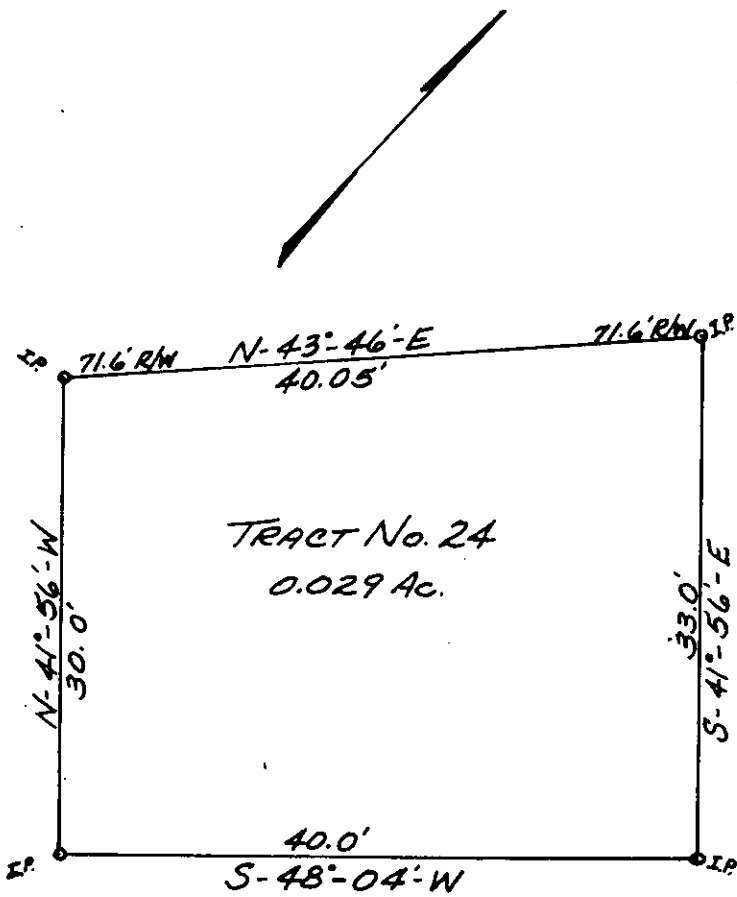 I.P. 71.6' R/W N-43°-46'-E 71.6' R/W I.P.
40.05'
TRACT No. 24
0.029 Ac.
N-41°-56'-W
30.0'
33.0'
S-41°-56'-E
I.P. 40.0' I.P.
S-48°-04'-W